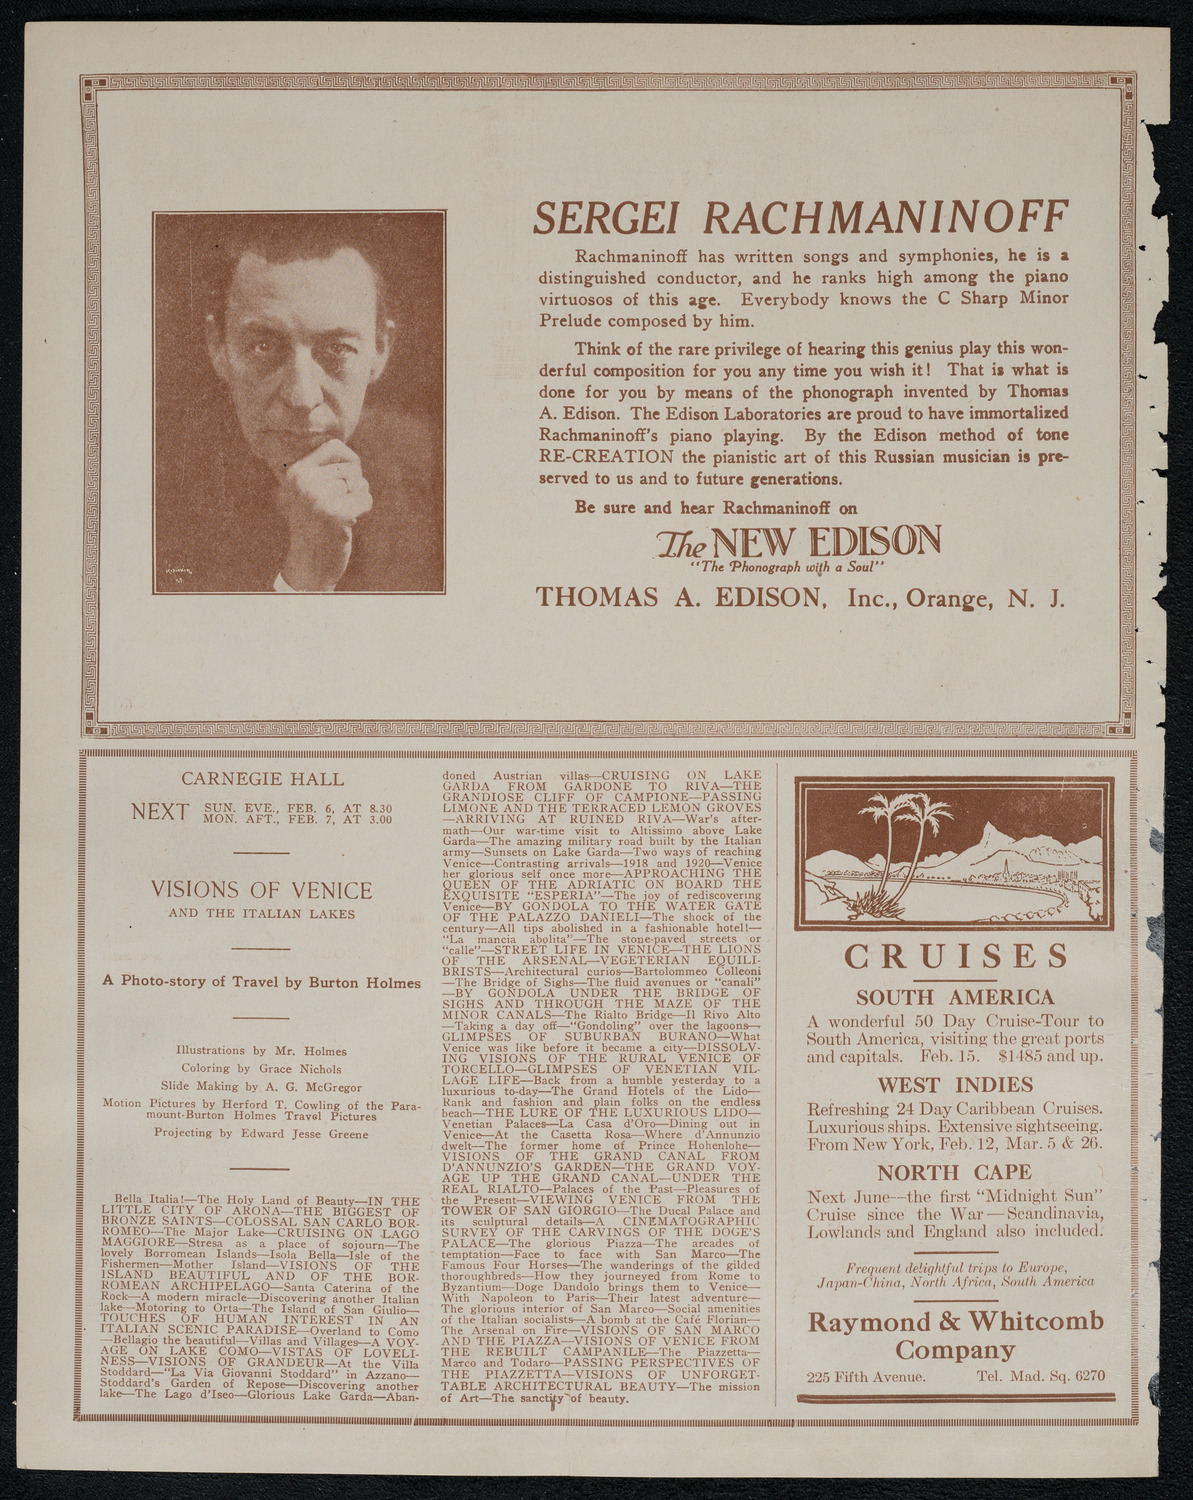 SERGEI RACHMANINOFF
Rachmaninoff has written songs and symphonies, he is a
distinguished conductor, and he ranks high among the piano
virtuosos of this age. Everybody knows the C Sharp Minor
Prelude composed by him.
Think of the rare privilege of hearing this genius play this won-
derful composition for you any time you wish it! That is what is
done for you by means of the phonograph invented by Thomas
A. Edison. The Edison Laboratories are proud to have immortalized
Rachmaninoff's piano playing. By the Edison method of tone
RE-CREATION the pianistic art of this Russian musician is pre-
served to us and to future generations.
Be sure and hear Rachmaninoff on
The NEW EDISON
"The Phonograph with a Soul"
THOMAS A. EDISON, Inc., Orange, N. J.
CARNEGIE HALL
NEXT SUN. EVE., FEB. 6, AT 8.30
MON. AFT., FEB. 7, AT 3.00
VISIONS OF VENICE
AND THE ITALIAN LAKES
A Photo-story of Travel by Burton Holmes
Illustrations by Mr. Holmes
Coloring by Grace Nichols
Slide Making by A. G. McGregor
Motion Pictures by Herford T. Cowling of the Para-
mount-Burton Holmes Travel Pictures
Projecting by Edward Jesse Greene
Bella Italia!—The Holy Land of Beauty—IN THE
LITTLE CITY OF ARONA—THE BIGGEST OF
BRONZE SAINTS—COLOSSAL SAN CARLO BOR-
ROMEO—The Major Lake—CRUISING ON LAGO
MAGGIORE—Stresa as a place of sojourn—The
lovely Borromean Islands—Isola Bella—Isle of the
Fishermen—Mother Island—VISIONS OF THE
ISLAND BEAUTIFUL AND OF THE BOR-
ROMEAN ARCHIPELAGO—Santa Caterina of the
Rock—A modern miracle—Discovering another Italian
lake—Motoring to Orta—The Island of San Giulio—
TOUCHES OF HUMAN INTEREST IN AN
ITALIAN SCENIC PARADISE—Overland to Como
—Bellagio the beautiful—Villas and Villages—A VOY-
AGE ON LAKE COMO—VISTAS OF LOVELI-
NESS—VISIONS OF GRANDEUR—At the Villa
Stoddard—"La Via Giovanni Stoddard" in Azzano—
Stoddard's Garden of Repose—Discovering another
lake—The Lago d'Iseo—Glorious Lake Garda—Aban-
doned Austrian villas—CRUISING ON LAKE
GARDA FROM GARDONE TO RIVA—THE
GRANDIOSE CLIFF OF CAMPIONE—PASSING
LIMONE AND THE TERRACED LEMON GROVES
—ARRIVING AT RUINED RIVA—War's after-
math—Our war-time visit to Altissimo above Lake
Garda—The amazing military road built by the Italian
army—Sunsets on Lake Garda—Two ways of reaching
Venice—Contrasting arrivals—1918 and 1920—Venice
her glorious self once more—APPROACHING THE
QUEEN OF THE ADRIATIC ON BOARD THE
EXQUISITE "ESPERIA"—The joy of rediscovering
Venice—BY GONDOLA TO THE WATER GATE
OF THE PALAZZO DANIELI—The shock of the
century—All tips abolished in a fashionable hotel!—
"La mancia abolita"—The stone-paved streets or
"calle"—STREET LIFE IN VENICE—THE LIONS
OF THE ARSENAL—VEGETERIAN EQUILI-
BRISTS—Architectural curios—Bartolommeo Colleoni
—The Bridge of Sighs—The fluid avenues or "canali"
—BY GONDOLA UNDER THE BRIDGE OF
SIGHS AND THROUGH THE MAZE OF THE
MINOR CANALS—The Rialto Bridge—Il Rivo Alto
—Taking a day off—"Gondoling" over the lagoons—
GLIMPSES OF SUBURBAN BURANO—What
Venice was like before it became a city—DISSOLV-
ING VISIONS OF THE RURAL VENICE OF
TORCELLO—GLIMPSES OF VENETIAN VIL-
LAGE LIFE—Back from a humble yesterday to a
luxurious to-day—The Grand Hotels of the Lido—
Rank and fashion and plain folks on the endless
beach—THE LURE OF THE LUXURIOUS LIDO—
Venetian Palaces—La Casa d'Oro—Dining out in
Venice—At the Casetta Rosa—Where d'Annunzio
dwelt—The former home of Prince Hohenlohe—
VISIONS OF THE GRAND CANAL FROM
D'ANNUNZIO'S GARDEN—THE GRAND VOY-
AGE UP THE GRAND CANAL—UNDER THE
REAL RIALTO—Palaces of the Past—Pleasures of
the Present—VIEWING VENICE FROM THE
TOWER OF SAN GIORGIO—The Ducal Palace and
its sculptural details—A CINEMATOGRAPHIC
SURVEY OF THE CARVINGS OF THE DOGE'S
PALACE—The glorious Piazza—The arcades of
temptation—Face to face with San Marco—The
Famous Four Horses—The wanderings of the gilded
thoroughbreds—How they journeyed from Rome to
Byzantium—Doge Dandolo brings them to Venice—
With Napoleon to Paris—Their latest adventure—
The glorious interior of San Marco—Social amenities
of the Italian socialists—A bomb at the Café Florian—
The Arsenal on Fire—VISIONS OF SAN MARCO
AND THE PIAZZA—VISIONS OF VENICE FROM
THE REBUILT CAMPANILE—The Piazzetta—
Marco and Todaro—PASSING PERSPECTIVES OF
THE PIAZZETTA—VISIONS OF UNFORGET-
TABLE ARCHITECTURAL BEAUTY—The mission
of Art—The sanctity of beauty.
CRUISES
SOUTH AMERICA
A wonderful 50 Day Cruise-Tour to
South America, visiting the great ports
and capitals. Feb. 15. $1485 and up.
WEST INDIES
Refreshing 24 Day Caribbean Cruises.
Luxurious ships. Extensive sightseeing.
From New York, Feb. 12, Mar. 5 & 26.
NORTH CAPE
Next June--the first "Midnight Sun"
Cruise since the War—Scandinavia,
Lowlands and England also included.
Frequent delightful trips to Europe,
Japan-China, North Africa, South America
Raymond & Whitcomb
Company
225 Fifth Avenue. Tel. Mad. Sq. 6270